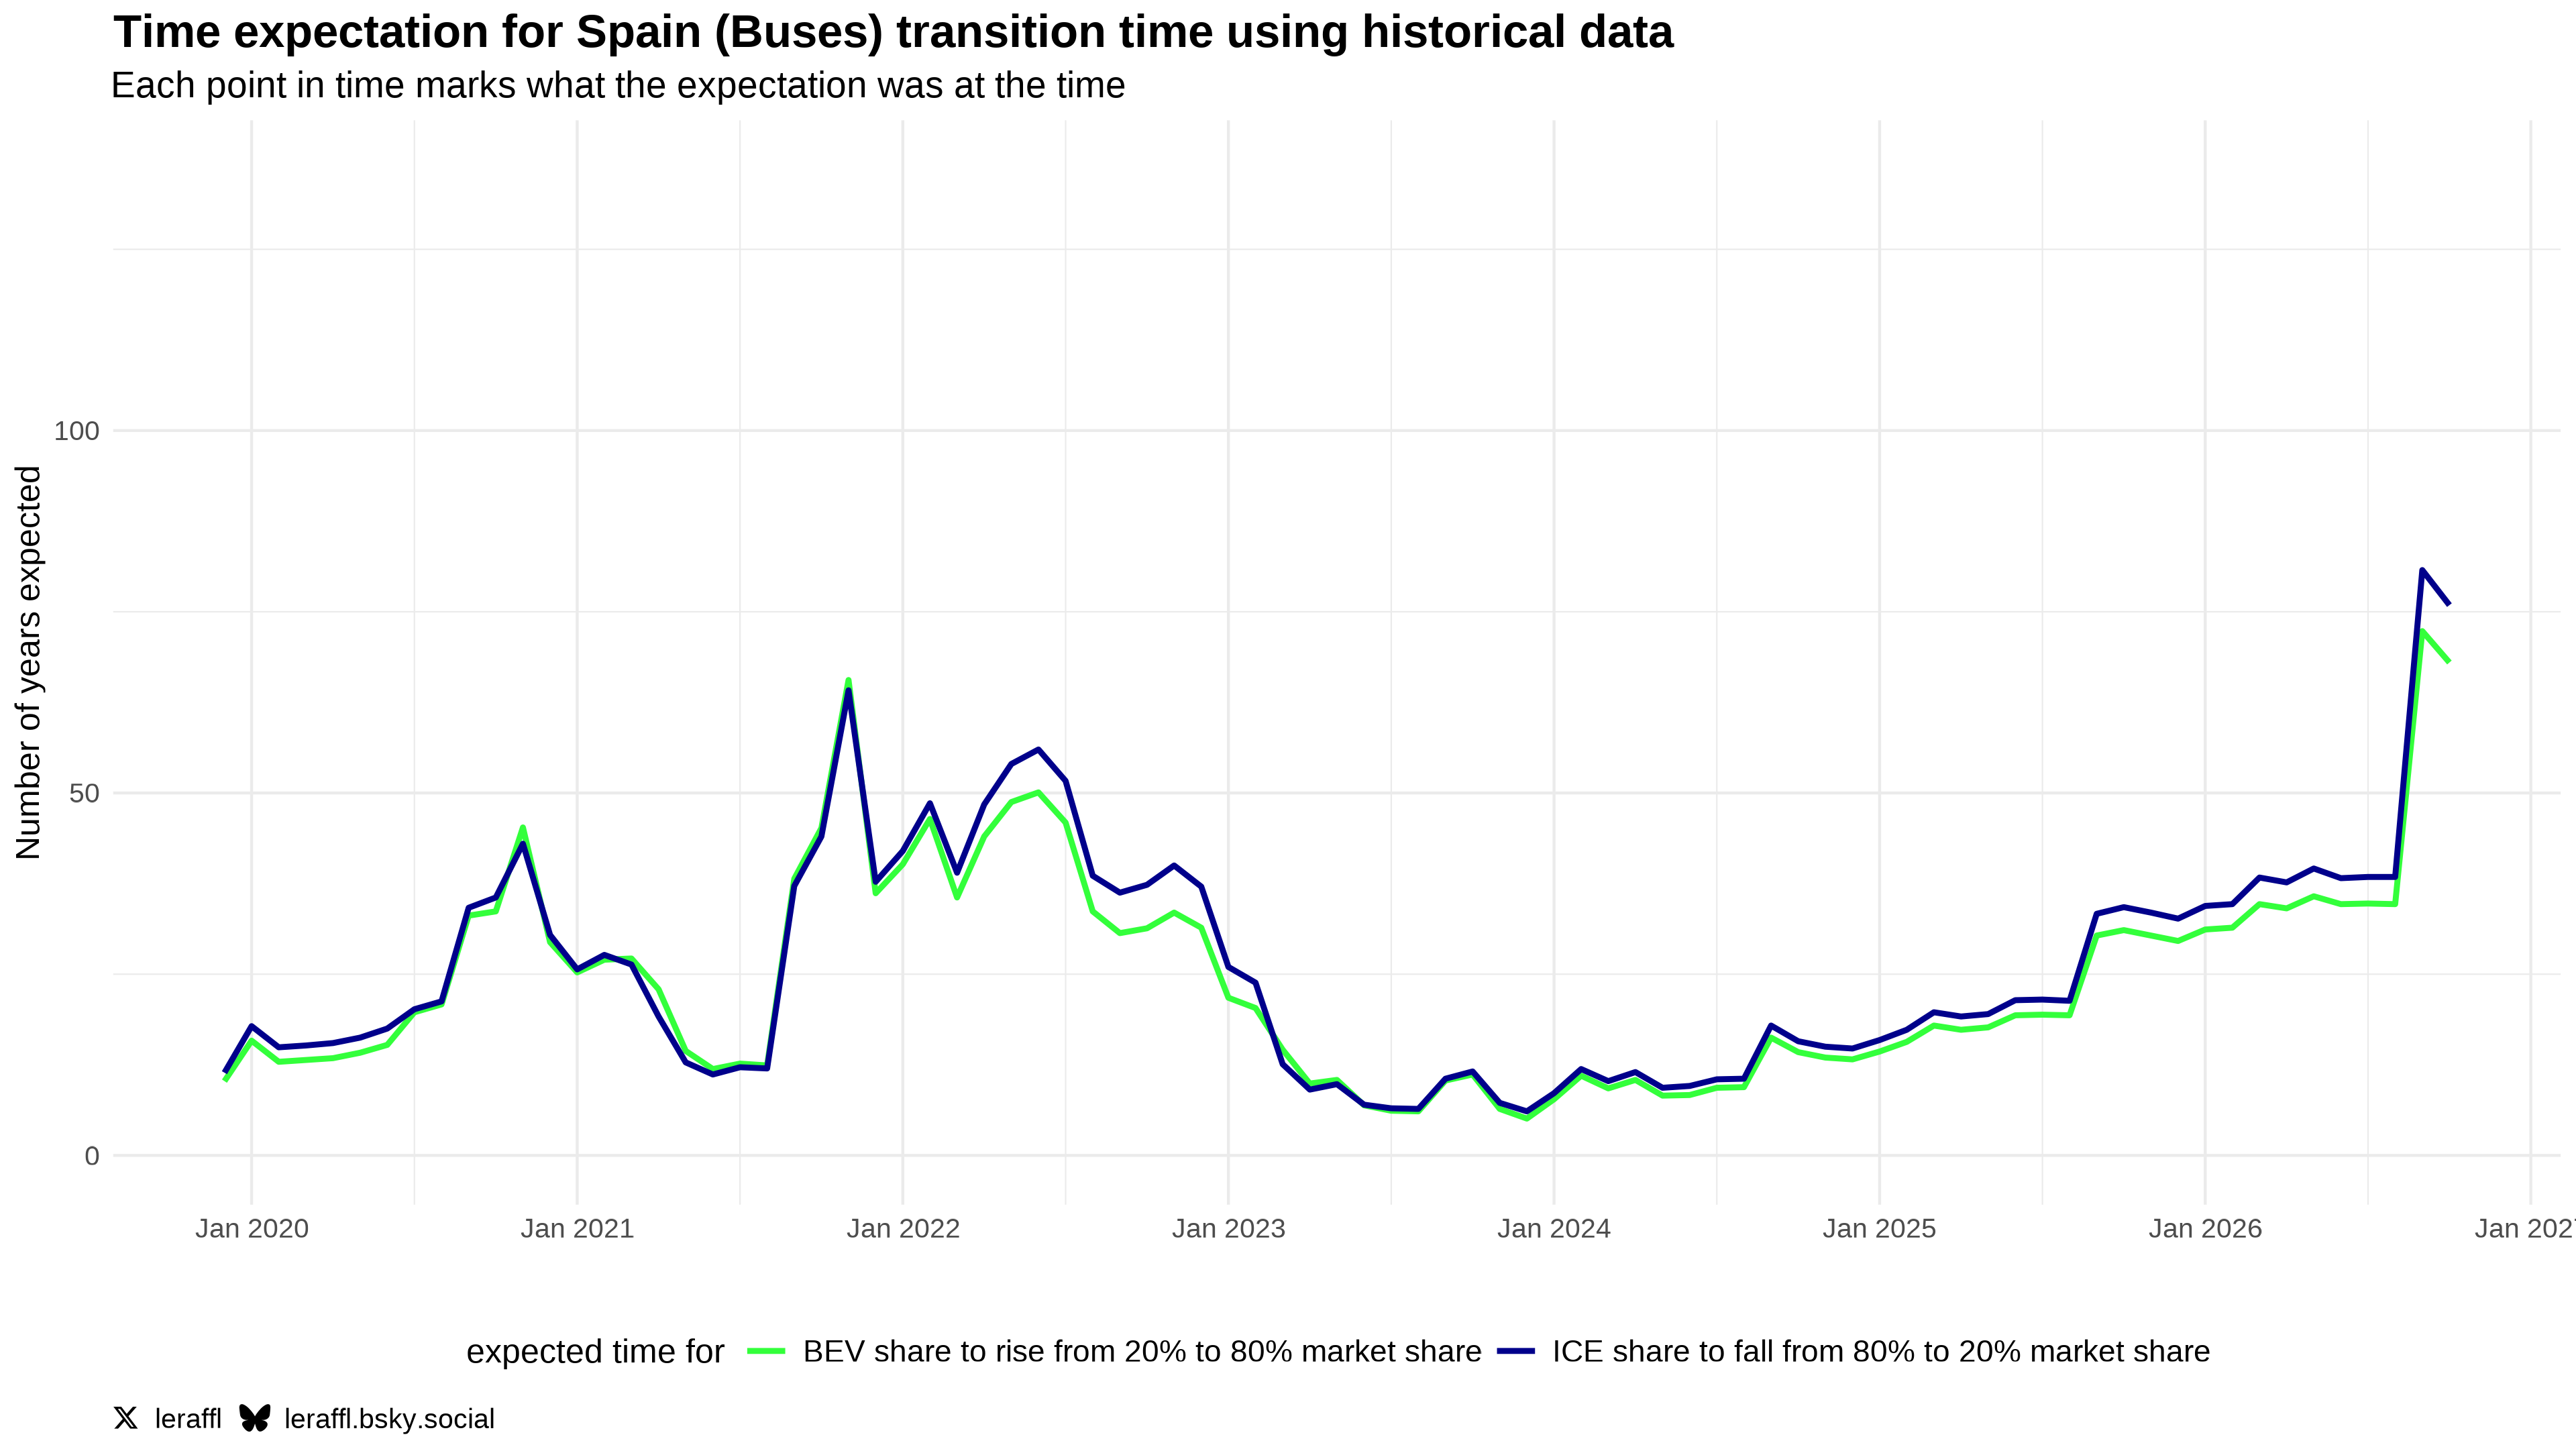 Time expectation for Spain (Buses) transition time using historical data
Each point in time marks what the expectation was at the time
Number of years expected
100
50
0
Jan 2020 Jan 2021 Jan 2022 Jan 2023 Jan 2024 Jan 2025 Jan 2026 Jan 202
expected time for BEV share to rise from 20% to 80% market share ICE share to fall from 80% to 20% market share
leraffl leraffl.bsky.social